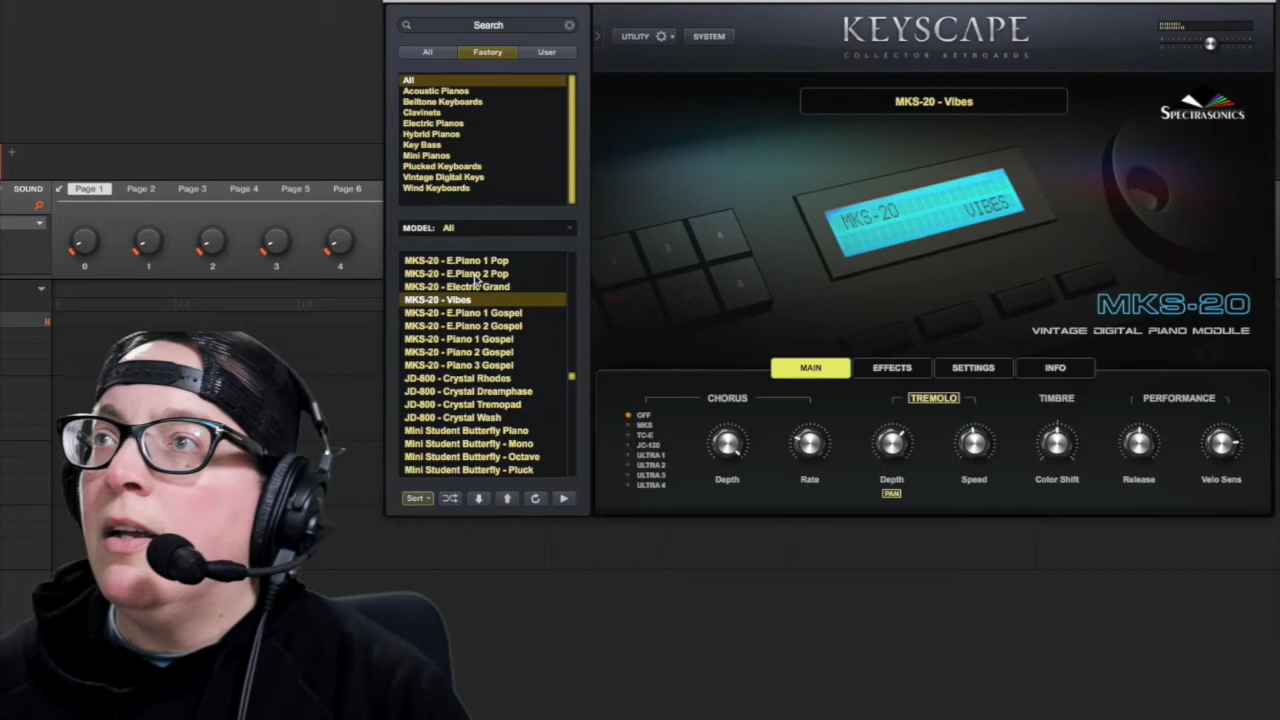 Search
All Factory User
All
Acoustic Pianos
Belltone Keyboards
Clavinets
Electric Pianos
Hybrid Pianos
Key Bass
Mini Pianos
Plucked Keyboards
Vintage Digital Keys
Wind Keyboards
MODEL: All
MKS-20 - E.Piano 1 Pop
MKS-20 - E.Piano 2 Pop
MKS-20 - Electric Grand
MKS-20 - Vibes
MKS-20 - E.Piano 1 Gospel
MKS-20 - E.Piano 2 Gospel
MKS-20 - Piano 1 Gospel
MKS-20 - Piano 2 Gospel
MKS-20 - Piano 3 Gospel
JD-800 - Crystal Rhodes
JD-800 - Crystal Dreamphase
JD-800 - Crystal Tremopad
JD-800 - Crystal Wash
Mini Student Butterfly Piano
Mini Student Butterfly - Mono
Mini Student Butterfly - Octave
Mini Student Butterfly - Pluck
Sort
UTILITY SYSTEM
KEYSCAPE
COLLECTOR KEYBOARDS
MKS-20 - Vibes
SPECTRASONICS
MKS-20 VIBES
2 3 4
MKS-20
VINTAGE DIGITAL PIANO MODULE
MAIN EFFECTS SETTINGS INFO
CHORUS TREMOLO TIMBRE PERFORMANCE
OFF
MKS
TC-E
JC-120
ULTRA 1
ULTRA 2
ULTRA 3
ULTRA 4
Depth Rate Depth Speed Color Shift Release Velo Sens
PAN
SOUND Page 1 Page 2 Page 3 Page 4 Page 5 Page 6
0 1 2 3 4